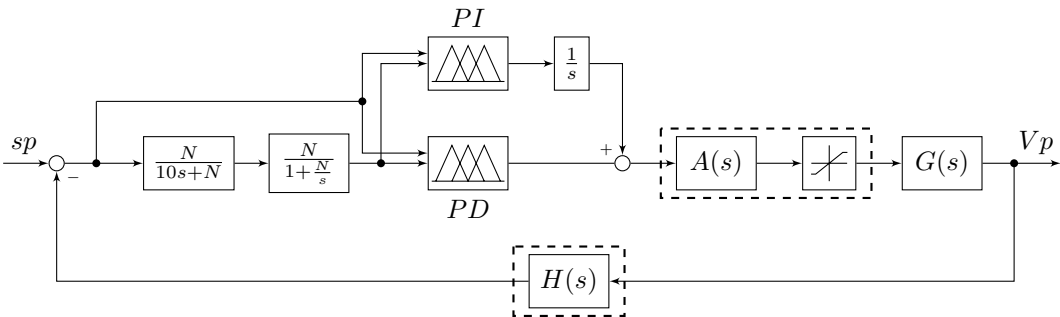 PI
1/s
sp
−
N/(10s+N)
N/(1+N/s)
PD
+
A(s)
G(s)
Vp
H(s)